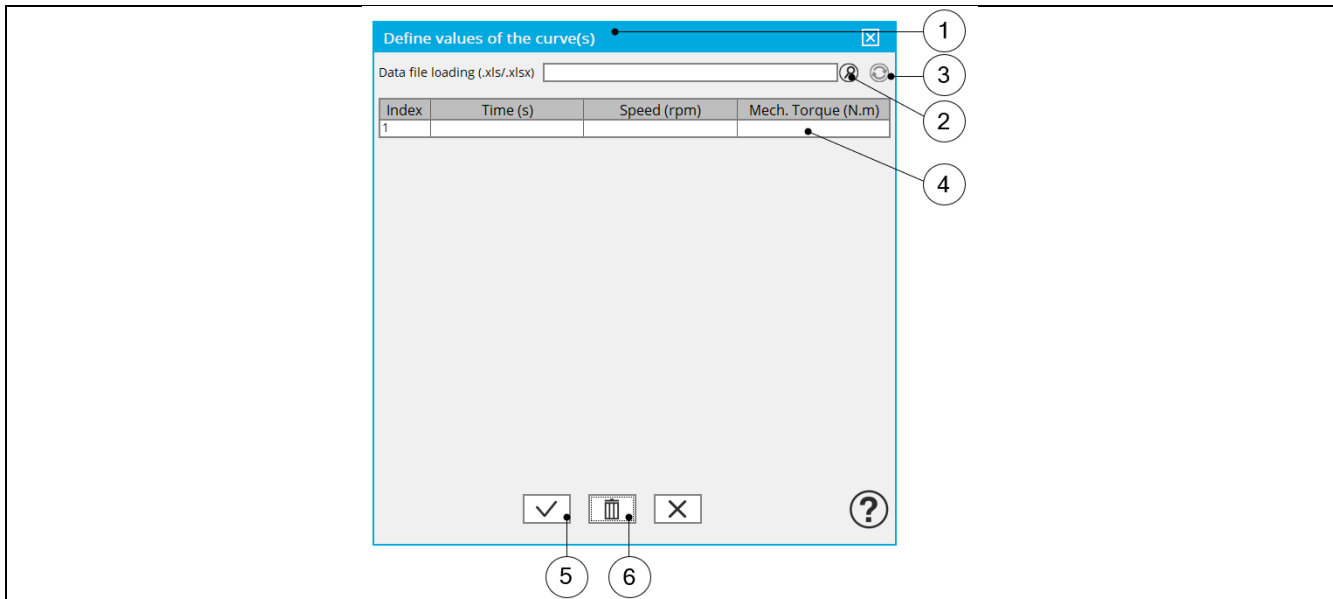 Define values of the curve(s)
1
Data file loading (.xls/.xlsx)
3
2
Index Time (s) Speed (rpm) Mech. Torque (N.m)
1
4
?
5 6